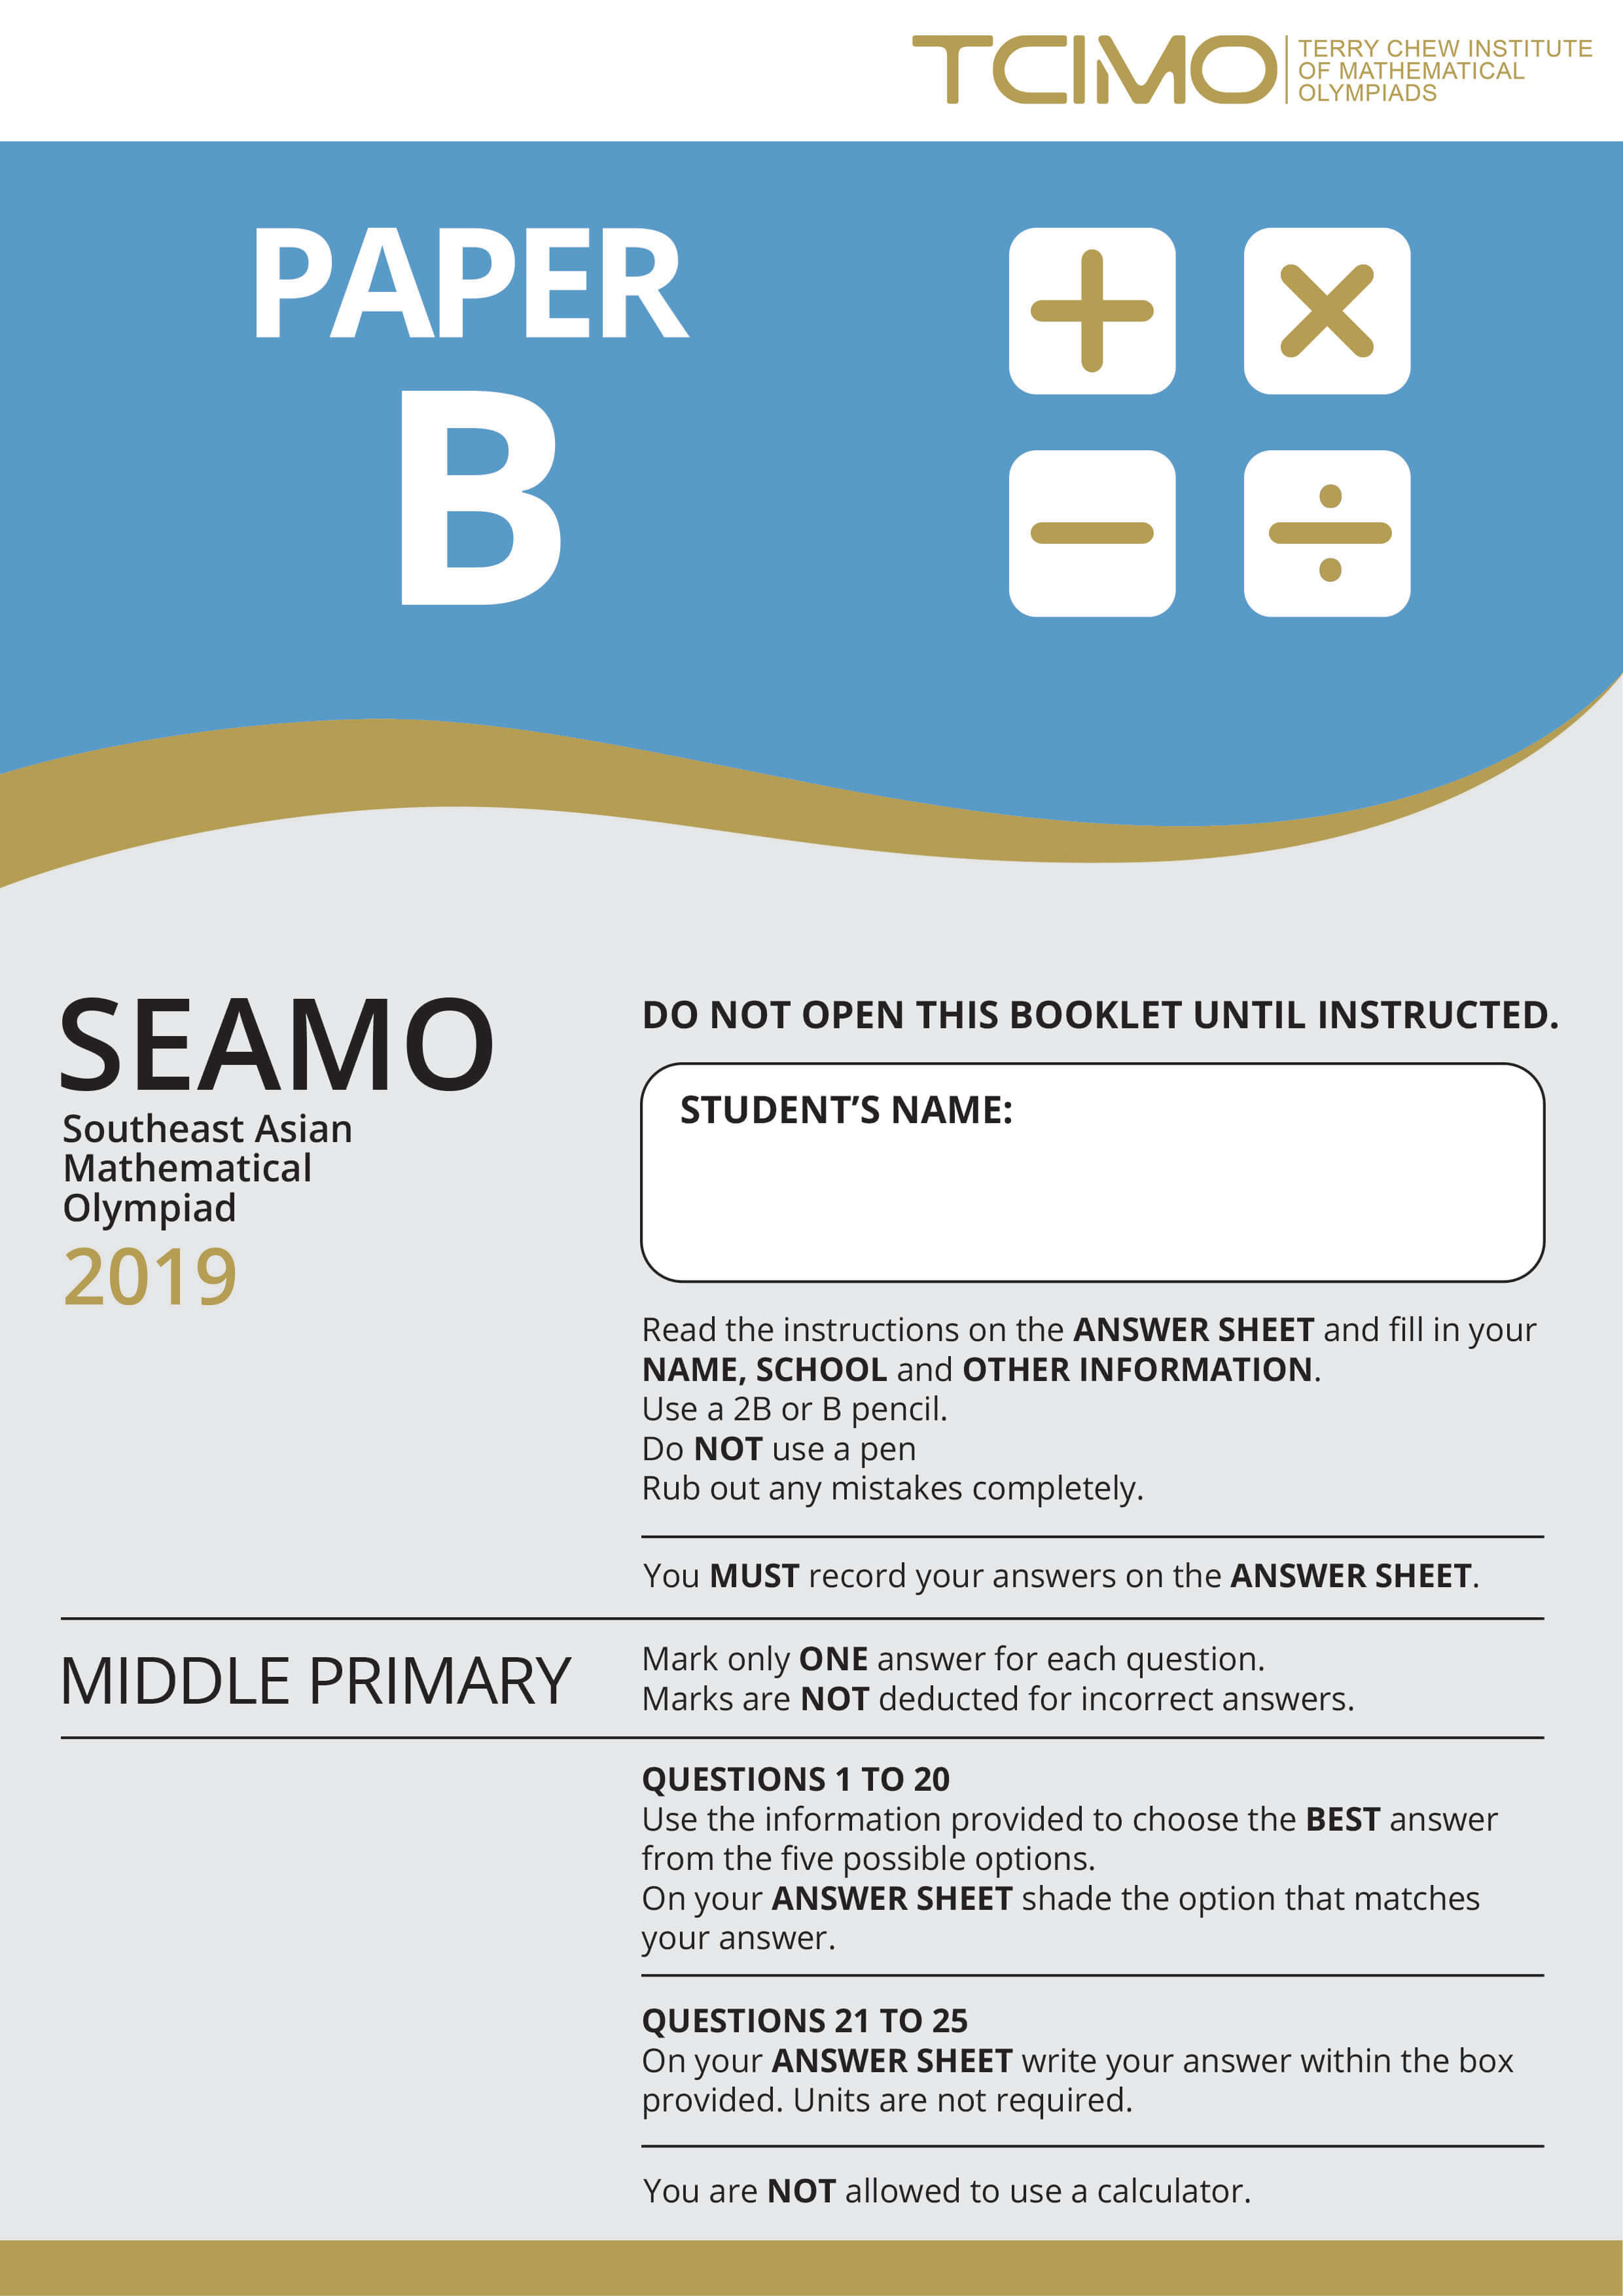 TCIMO
TERRY CHEW INSTITUTE
OF MATHEMATICAL
OLYMPIADS
PAPER
B
SEAMO
Southeast Asian
Mathematical
Olympiad
2019
DO NOT OPEN THIS BOOKLET UNTIL INSTRUCTED.
STUDENT’S NAME:
Read the instructions on the ANSWER SHEET and fill in your
NAME, SCHOOL and OTHER INFORMATION.
Use a 2B or B pencil.
Do NOT use a pen
Rub out any mistakes completely.
You MUST record your answers on the ANSWER SHEET.
MIDDLE PRIMARY
Mark only ONE answer for each question.
Marks are NOT deducted for incorrect answers.
QUESTIONS 1 TO 20
Use the information provided to choose the BEST answer
from the five possible options.
On your ANSWER SHEET shade the option that matches
your answer.
QUESTIONS 21 TO 25
On your ANSWER SHEET write your answer within the box
provided. Units are not required.
You are NOT allowed to use a calculator.